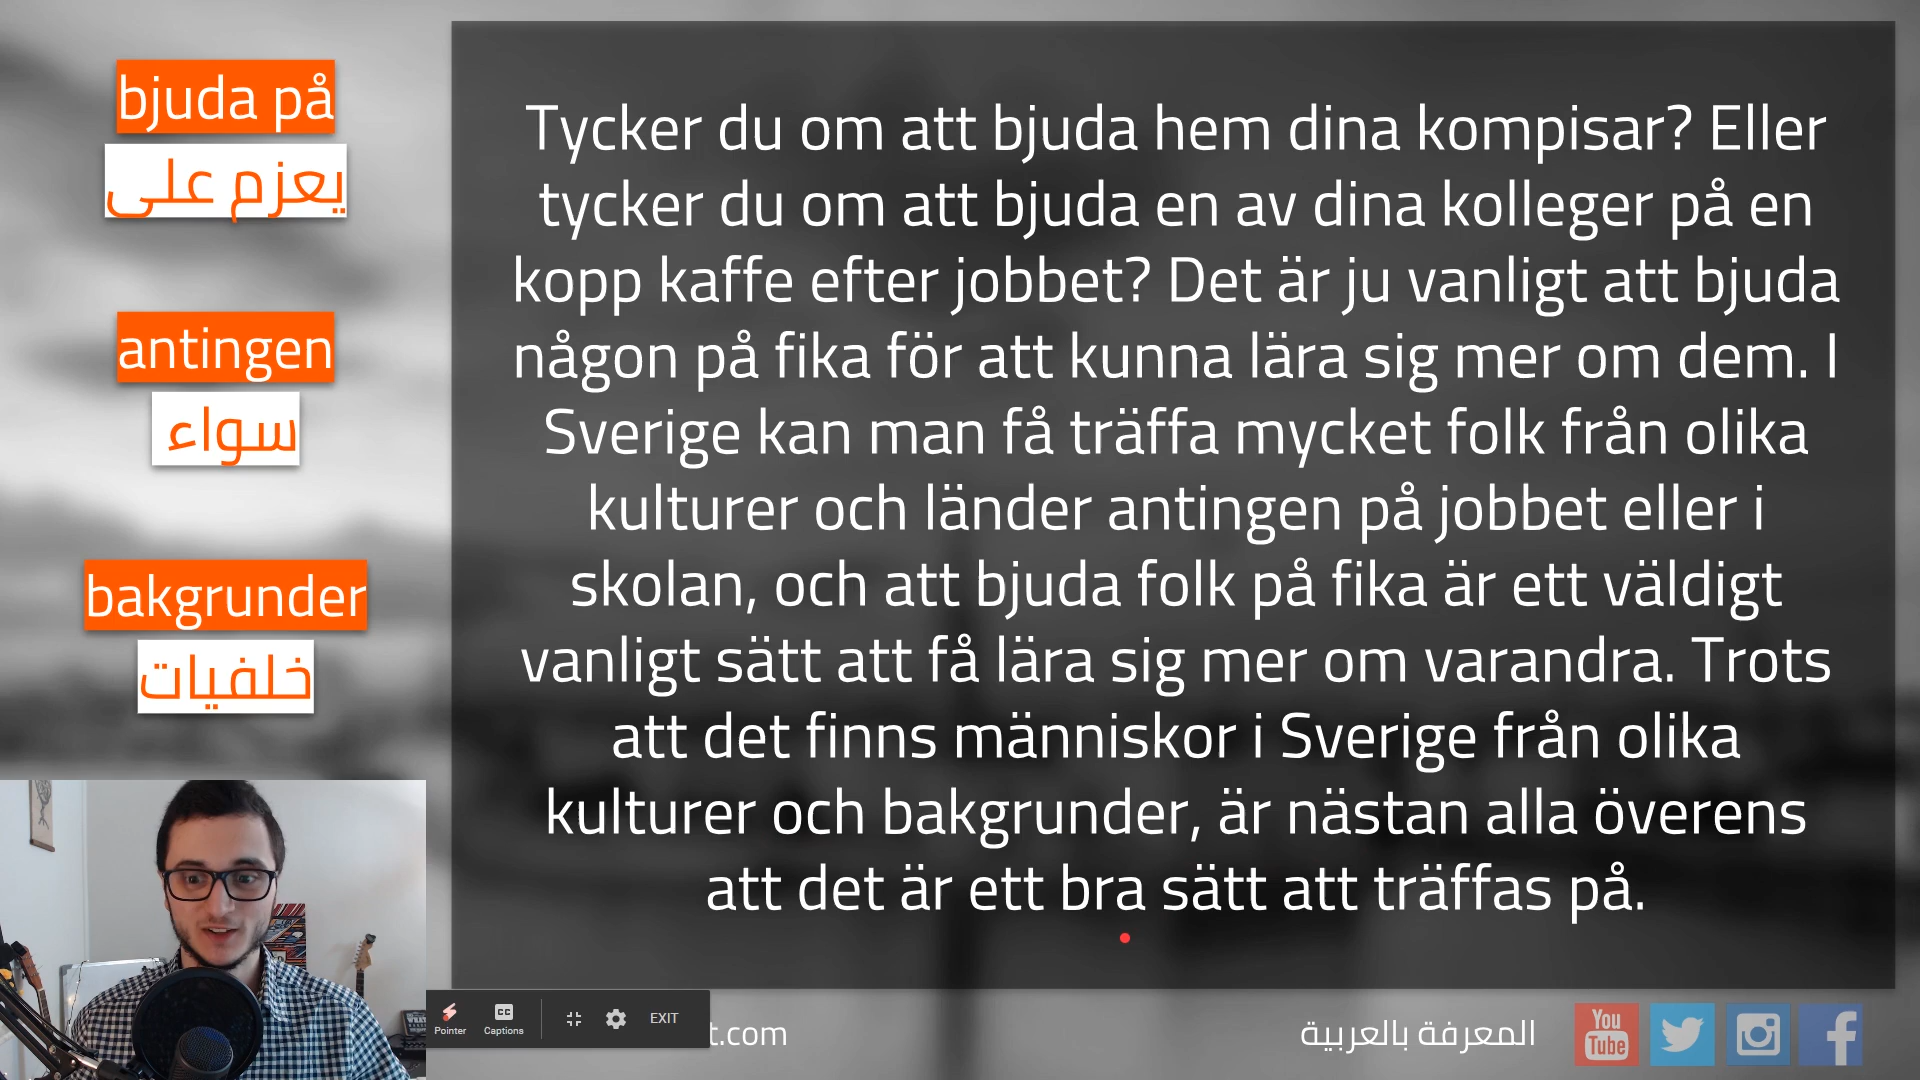 bjuda på
يعزم على
antingen
سواء
bakgrunder
خلفيات
Tycker du om att bjuda hem dina kompisar? Eller
tycker du om att bjuda en av dina kolleger på en
kopp kaffe efter jobbet? Det är ju vanligt att bjuda
någon på fika för att kunna lära sig mer om dem. I
Sverige kan man få träffa mycket folk från olika
kulturer och länder antingen på jobbet eller i
skolan, och att bjuda folk på fika är ett väldigt
vanligt sätt att få lära sig mer om varandra. Trots
att det finns människor i Sverige från olika
kulturer och bakgrunder, är nästan alla överens
att det är ett bra sätt att träffas på.
Pointer
CC
Captions
EXIT
t.com
المعرفة بالعربية
You
Tube